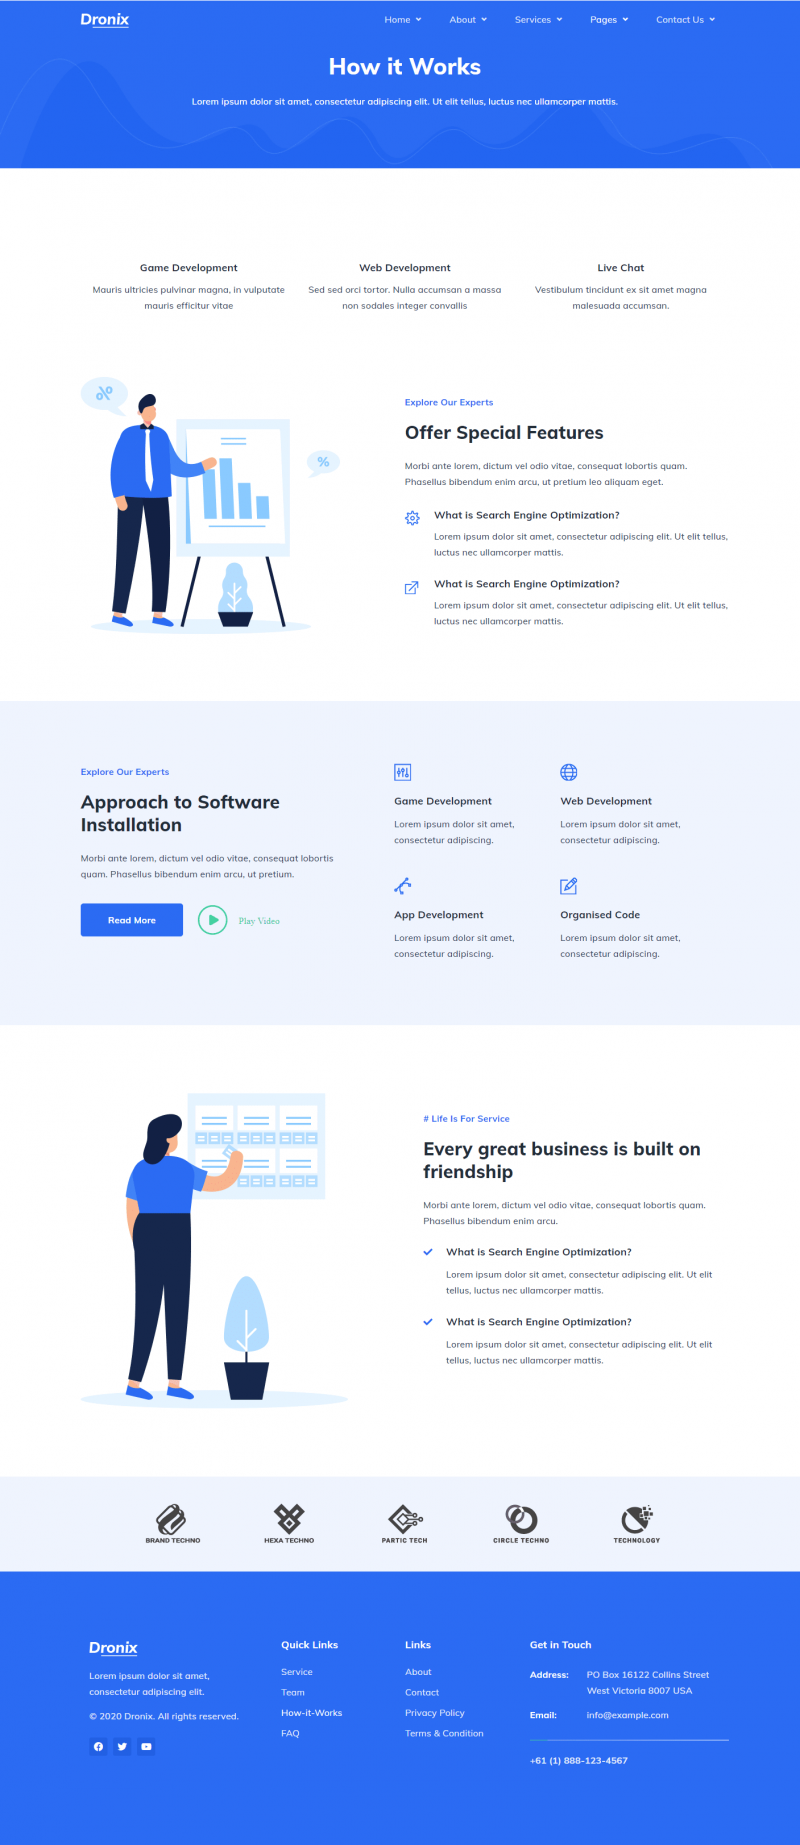 Dronix
Home
About
Services
Pages
Contact Us
How it Works
Lorem ipsum dolor sit amet, consectetur adipiscing elit. Ut elit tellus, luctus nec ullamcorper mattis.
Game Development
Mauris ultricies pulvinar magna, in vulputate
mauris efficitur vitae
Web Development
Sed sed orci tortor. Nulla accumsan a massa
non sodales integer convallis
Live Chat
Vestibulum tincidunt ex sit amet magna
malesuada accumsan.
%
%
Explore Our Experts
Offer Special Features
Morbi ante lorem, dictum vel odio vitae, consequat lobortis quam.
Phasellus bibendum enim arcu, ut pretium leo aliquam eget.
What is Search Engine Optimization?
Lorem ipsum dolor sit amet, consectetur adipiscing elit. Ut elit tellus,
luctus nec ullamcorper mattis.
What is Search Engine Optimization?
Lorem ipsum dolor sit amet, consectetur adipiscing elit. Ut elit tellus,
luctus nec ullamcorper mattis.
Explore Our Experts
Approach to Software
Installation
Morbi ante lorem, dictum vel odio vitae, consequat lobortis
quam. Phasellus bibendum enim arcu, ut pretium.
Read More
Play Video
Game Development
Lorem ipsum dolor sit amet,
consectetur adipiscing.
Web Development
Lorem ipsum dolor sit amet,
consectetur adipiscing.
App Development
Lorem ipsum dolor sit amet,
consectetur adipiscing.
Organised Code
Lorem ipsum dolor sit amet,
consectetur adipiscing.
# Life Is For Service
Every great business is built on
friendship
Morbi ante lorem, dictum vel odio vitae, consequat lobortis quam.
Phasellus bibendum enim arcu.
What is Search Engine Optimization?
Lorem ipsum dolor sit amet, consectetur adipiscing elit. Ut elit
tellus, luctus nec ullamcorper mattis.
What is Search Engine Optimization?
Lorem ipsum dolor sit amet, consectetur adipiscing elit. Ut elit
tellus, luctus nec ullamcorper mattis.
BRAND TECHNO
HEXA TECHNO
PARTIC TECH
CIRCLE TECHNO
TECHNOLOGY
Dronix
Lorem ipsum dolor sit amet,
consectetur adipiscing elit.
© 2020 Dronix. All rights reserved.
Quick Links
Service
Team
How-it-Works
FAQ
Links
About
Contact
Privacy Policy
Terms & Condition
Get in Touch
Address: PO Box 16122 Collins Street
West Victoria 8007 USA
Email: info@example.com
+61 (1) 888-123-4567